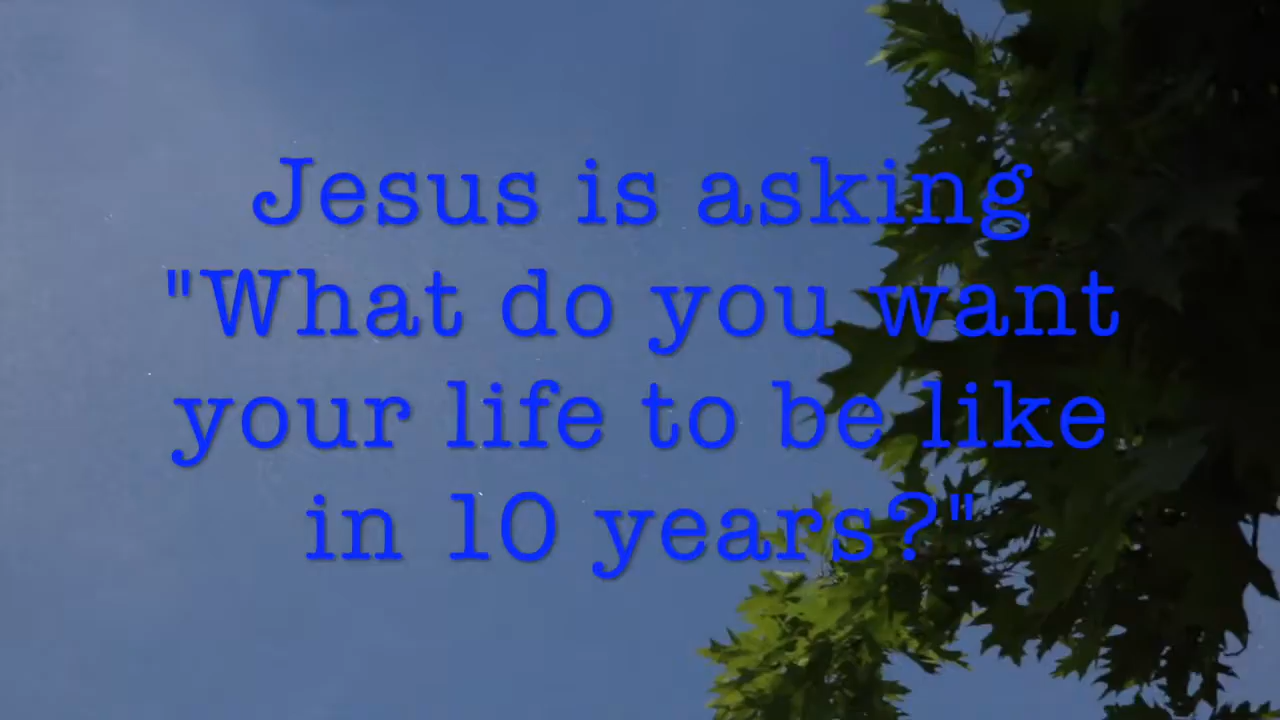 Jesus is asking
"What do you want
your life to be like
in 10 years?"